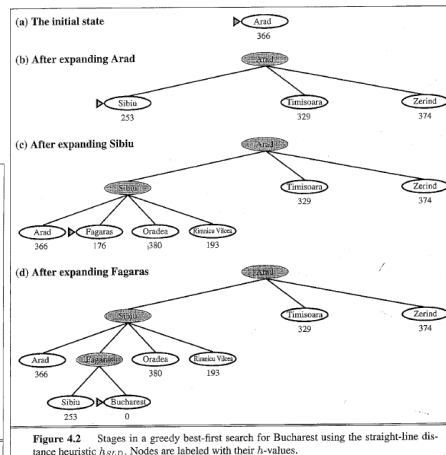 (a) The initial state
Arad
366
(b) After expanding Arad
Arad
Sibiu Timisoara Zerind
253 329 374
(c) After expanding Sibiu
Arad
Sibiu Timisoara Zerind
329 374
Arad Fagaras Oradea Rimnicu Vilcea
366 176 380 193
(d) After expanding Fagaras
Arad
Sibiu Timisoara Zerind
329 374
Arad Fagaras Oradea Rimnicu Vilcea
366 380 193
Sibiu Bucharest
253 0
Figure 4.2 Stages in a greedy best-first search for Bucharest using the straight-line dis-
tance heuristic hSLD. Nodes are labeled with their h-values.